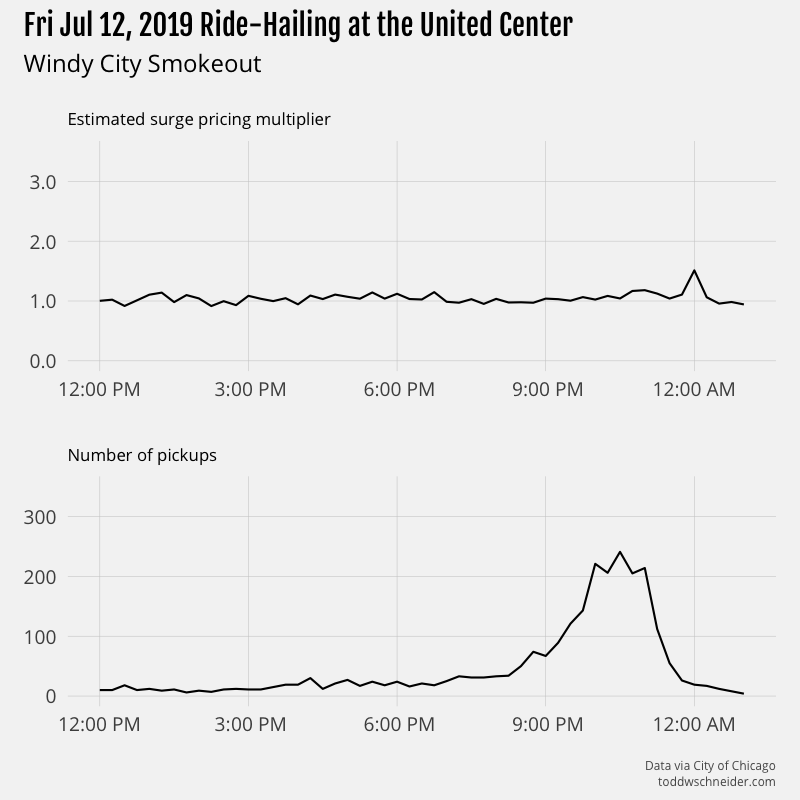 Fri Jul 12, 2019 Ride-Hailing at the United Center
Windy City Smokeout
Estimated surge pricing multiplier
3.0
2.0
1.0
0.0
12:00 PM 3:00 PM 6:00 PM 9:00 PM 12:00 AM
Number of pickups
300
200
100
0
12:00 PM 3:00 PM 6:00 PM 9:00 PM 12:00 AM
Data via City of Chicago
toddwschneider.com